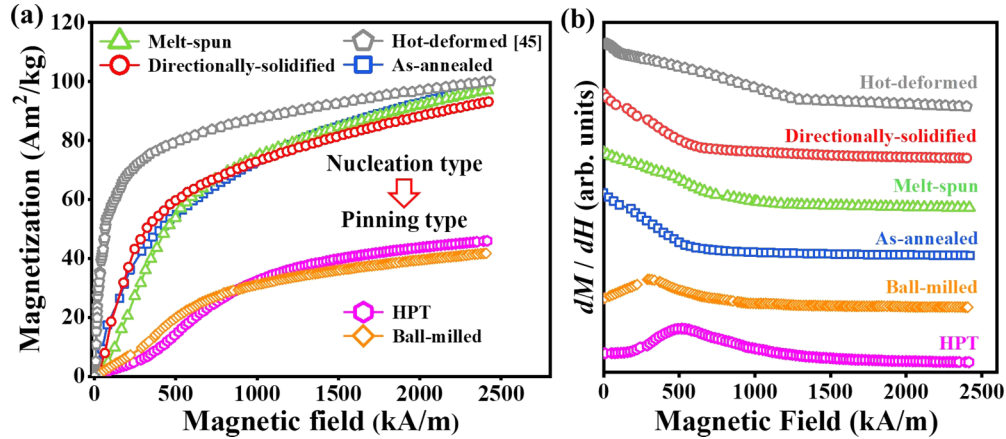 (a)
120
100
80
60
40
20
0
Magnetization (Am²/kg)
Melt-spun
Hot-deformed [45]
Directionally-solidified
As-annealed
Nucleation type
Pinning type
HPT
Ball-milled
0 500 1000 1500 2000 2500
Magnetic field (kA/m)
(b)
dM / dH (arb. units)
Hot-deformed
Directionally-solidified
Melt-spun
As-annealed
Ball-milled
HPT
0 500 1000 1500 2000 2500
Magnetic Field (kA/m)